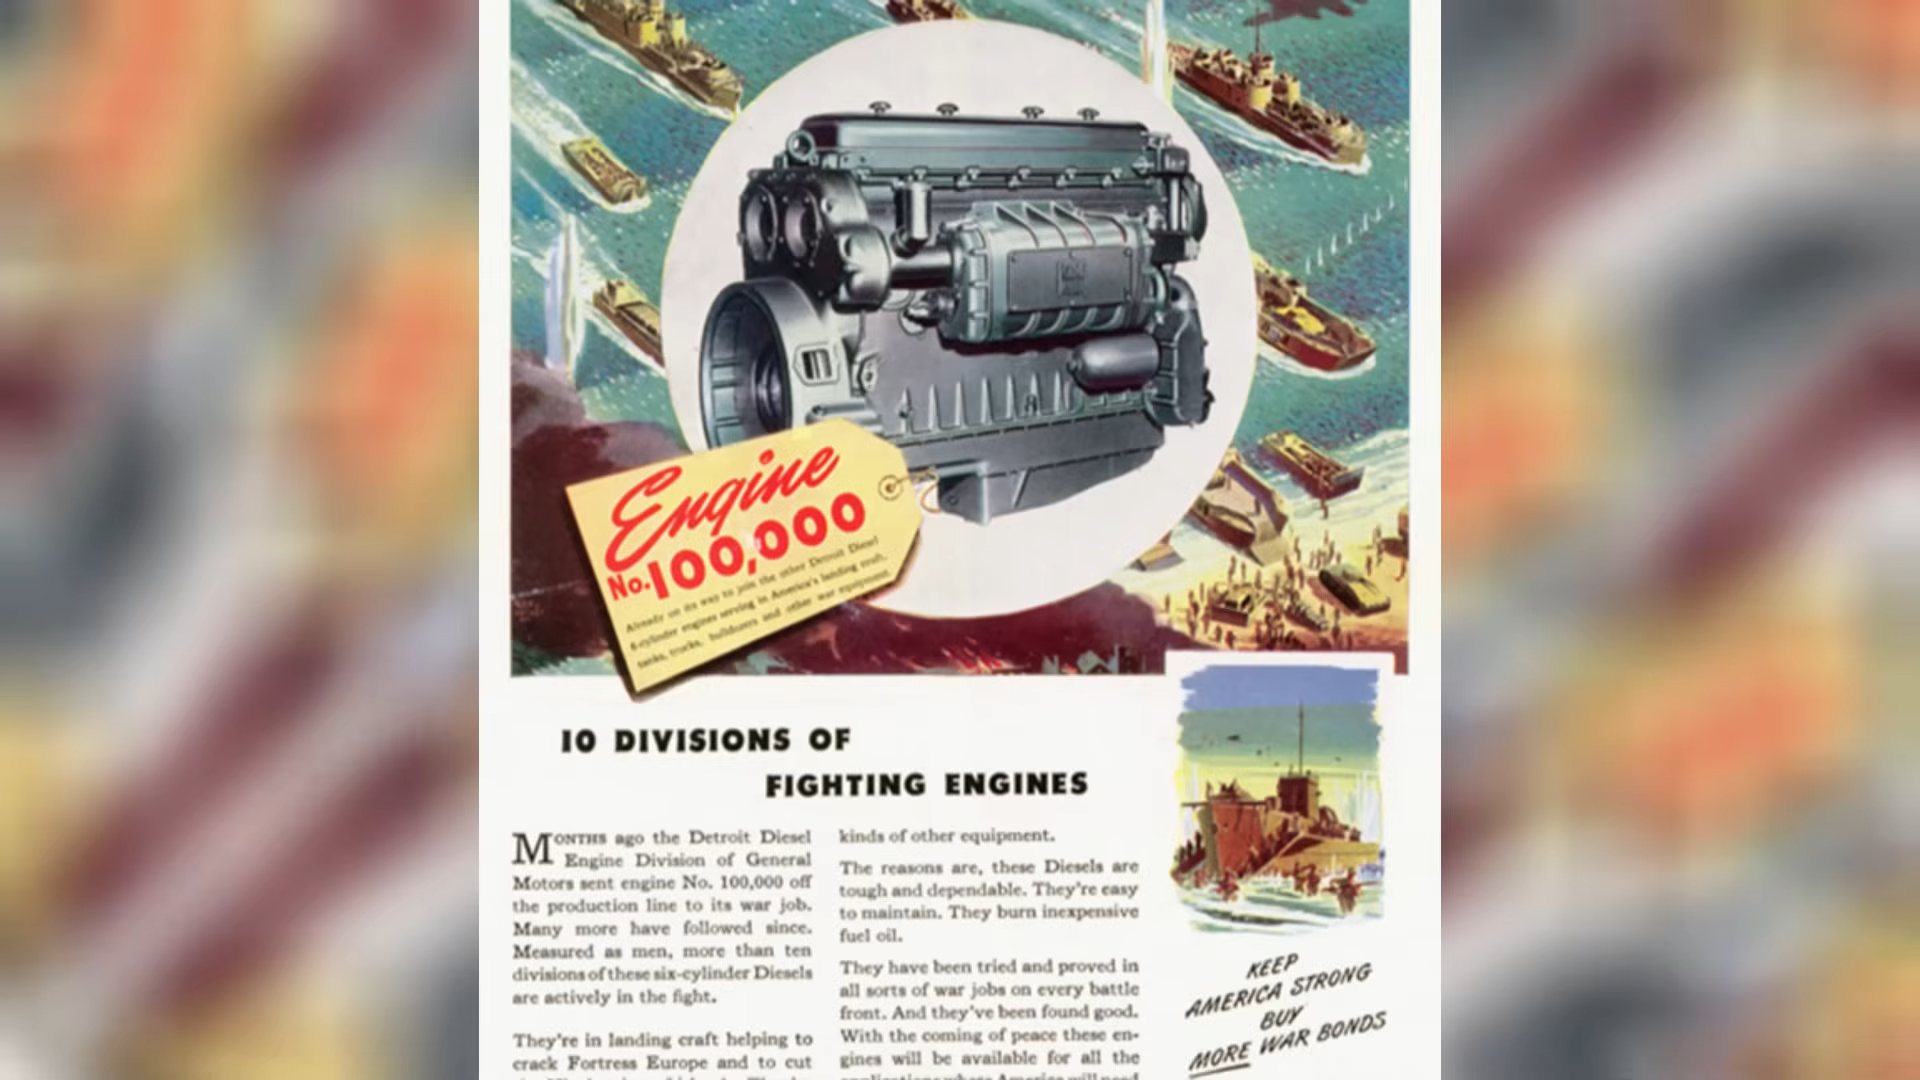 Engine
No. 100,000
Already on its way to join the other Detroit Diesel
6-cylinder engines serving in America's landing craft,
tanks, trucks, bulldozers and other war equipment.
10 DIVISIONS OF
FIGHTING ENGINES
MONTHS ago the Detroit Diesel
Engine Division of General
Motors sent engine No. 100,000 off
the production line to its war job.
Many more have followed since.
Measured as men, more than ten
divisions of these six-cylinder Diesels
are actively in the fight.
They're in landing craft helping to
crack Fortress Europe and to cut
kinds of other equipment.
The reasons are, these Diesels are
tough and dependable. They're easy
to maintain. They burn inexpensive
fuel oil.
They have been tried and proved in
all sorts of war jobs on every battle
front. And they've been found good.
With the coming of peace these en-
gines will be available for all the
applications where America will need
KEEP
AMERICA STRONG
BUY
MORE WAR BONDS